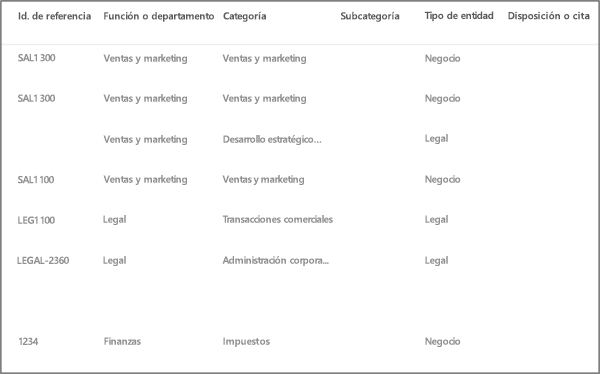 Id. de referencia Función o departamento Categoría Subcategoría Tipo de entidad Disposición o cita
SAL1300 Ventas y marketing Ventas y marketing Negocio
SAL1300 Ventas y marketing Ventas y marketing Negocio
Ventas y marketing Desarrollo estratégico... Legal
SAL1100 Ventas y marketing Ventas y marketing Negocio
LEG1100 Legal Transacciones comerciales Legal
LEGAL-2360 Legal Administración corpora... Legal
1234 Finanzas Impuestos Negocio